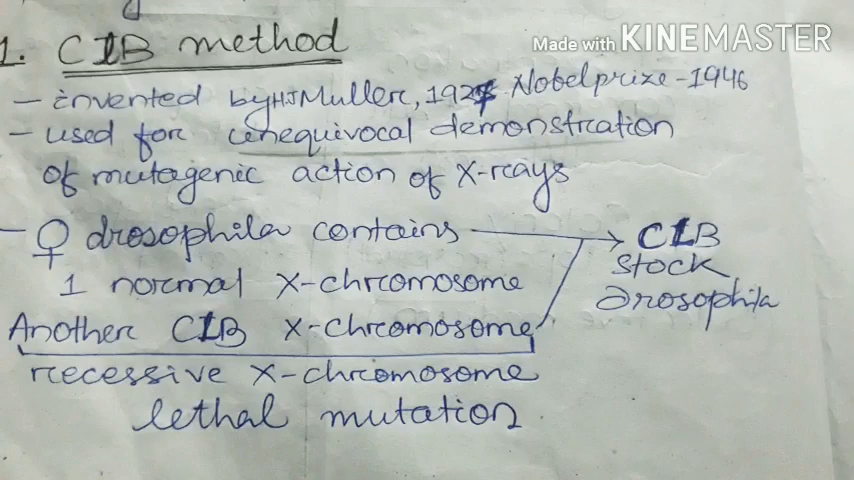 Made with KINEMASTER
1. CLB method
— invented by HJ Muller, 1927 Nobel prize - 1946
— used for unequivocal demonstration
of mutagenic action of X-rays
— ♀ drosophila contains → CLB
stock
Drosophila
1 normal X-chromosome
Another CLB X-chromosome
recessive X-chromosome
lethal mutation